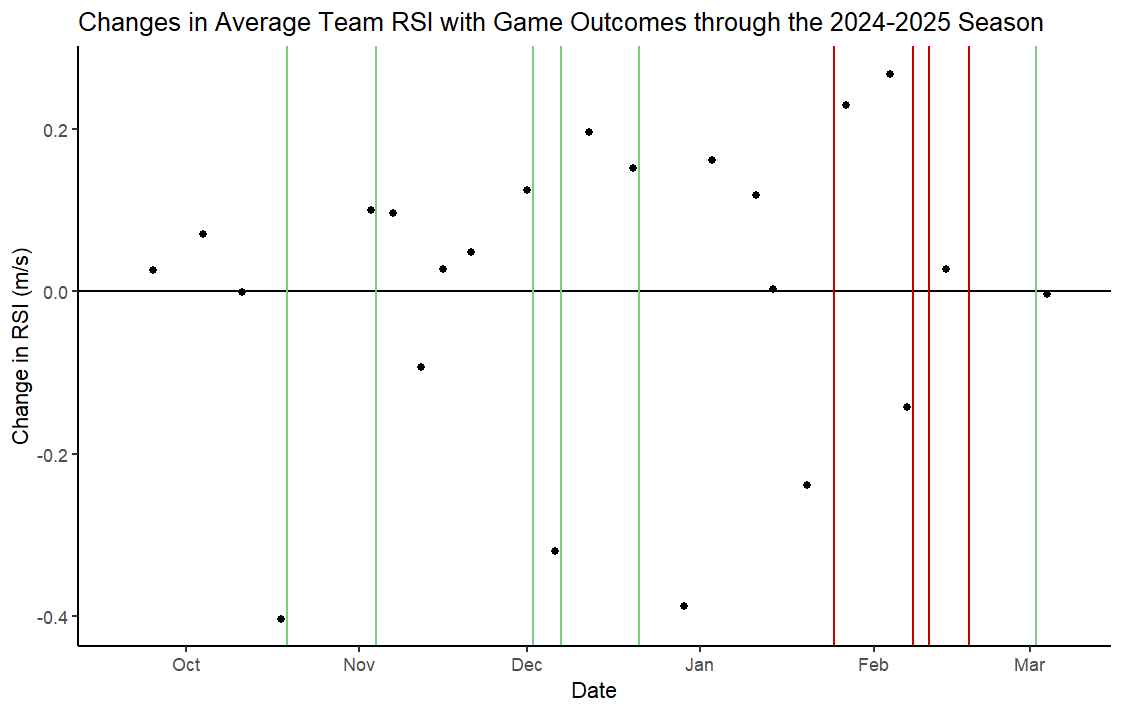 Changes in Average Team RSI with Game Outcomes through the 2024-2025 Season
Change in RSI (m/s)
0.2
0.0
-0.2
-0.4
Oct Nov Dec Jan Feb Mar
Date